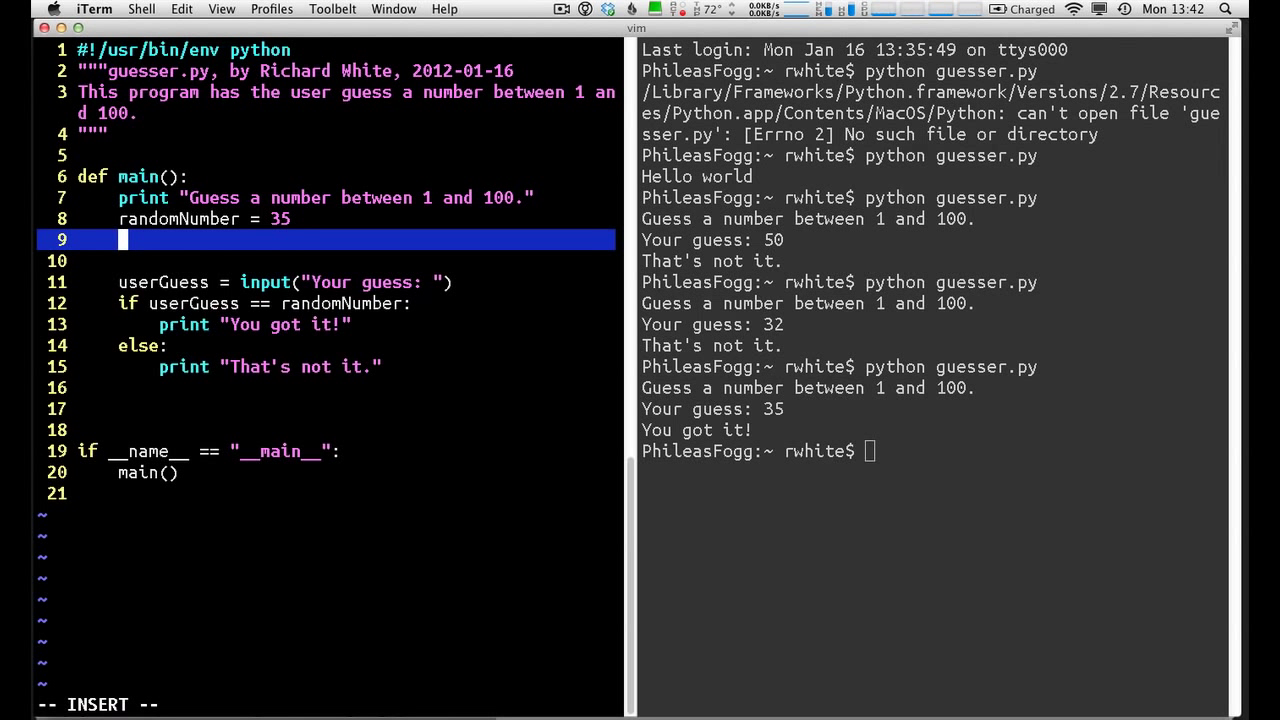 iTerm Shell Edit View Profiles Toolbelt Window Help 72° 0.0KB/s 0.0KB/s Charged Mon 13:42
vim
1 #!/usr/bin/env python
2 """guesser.py, by Richard White, 2012-01-16
3 This program has the user guess a number between 1 an
d 100.
4 """
5
6 def main():
7 print "Guess a number between 1 and 100."
8 randomNumber = 35
9
10
11 userGuess = input("Your guess: ")
12 if userGuess == randomNumber:
13 print "You got it!"
14 else:
15 print "That's not it."
16
17
18
19 if __name__ == "__main__":
20 main()
21
~
~
~
~
~
~
~
~
~
-- INSERT --
Last login: Mon Jan 16 13:35:49 on ttys000
PhileasFogg:~ rwhite$ python guesser.py
/Library/Frameworks/Python.framework/Versions/2.7/Resourc
es/Python.app/Contents/MacOS/Python: can't open file 'gue
sser.py': [Errno 2] No such file or directory
PhileasFogg:~ rwhite$ python guesser.py
Hello world
PhileasFogg:~ rwhite$ python guesser.py
Guess a number between 1 and 100.
Your guess: 50
That's not it.
PhileasFogg:~ rwhite$ python guesser.py
Guess a number between 1 and 100.
Your guess: 32
That's not it.
PhileasFogg:~ rwhite$ python guesser.py
Guess a number between 1 and 100.
Your guess: 35
You got it!
PhileasFogg:~ rwhite$